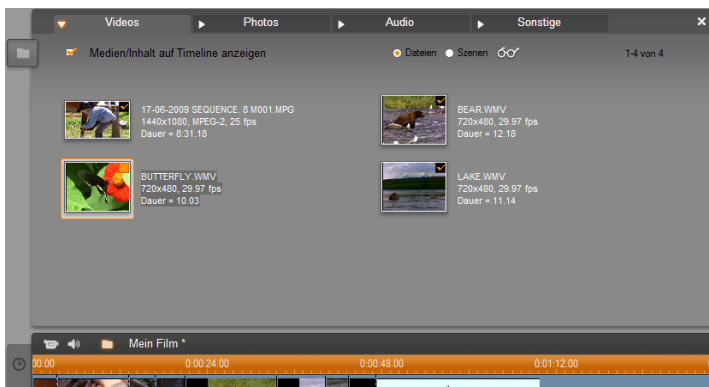 Videos Photos Audio Sonstige
Medien/Inhalt auf Timeline anzeigen Dateien Szenen 1-4 von 4
17-06-2009 SEQUENCE. 8 M001.MPG
1440x1080, MPEG-2, 25 fps
Dauer = 8:31.18
BEAR.WMV
720x480, 29.97 fps
Dauer = 12.18
BUTTERFLY.WMV
720x480, 29.97 fps
Dauer = 10.03
LAKE.WMV
720x480, 29.97 fps
Dauer = 11.14
Mein Film *
00.00 0:00:24.00 0:00:48.00 0:01:12.00